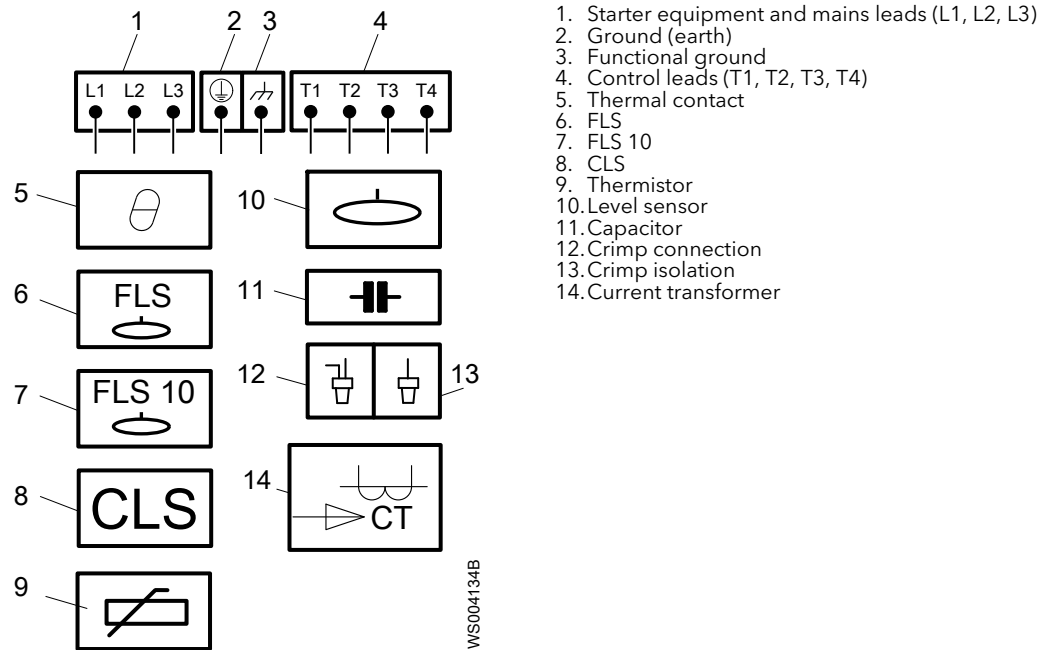 1 2 3 4
L1 L2 L3 T1 T2 T3 T4
5
10
6 FLS
11
7 FLS 10
12 13
8 CLS
14 CT
9
WS004134B
1. Starter equipment and mains leads (L1, L2, L3)
2. Ground (earth)
3. Functional ground
4. Control leads (T1, T2, T3, T4)
5. Thermal contact
6. FLS
7. FLS 10
8. CLS
9. Thermistor
10.Level sensor
11.Capacitor
12.Crimp connection
13.Crimp isolation
14.Current transformer